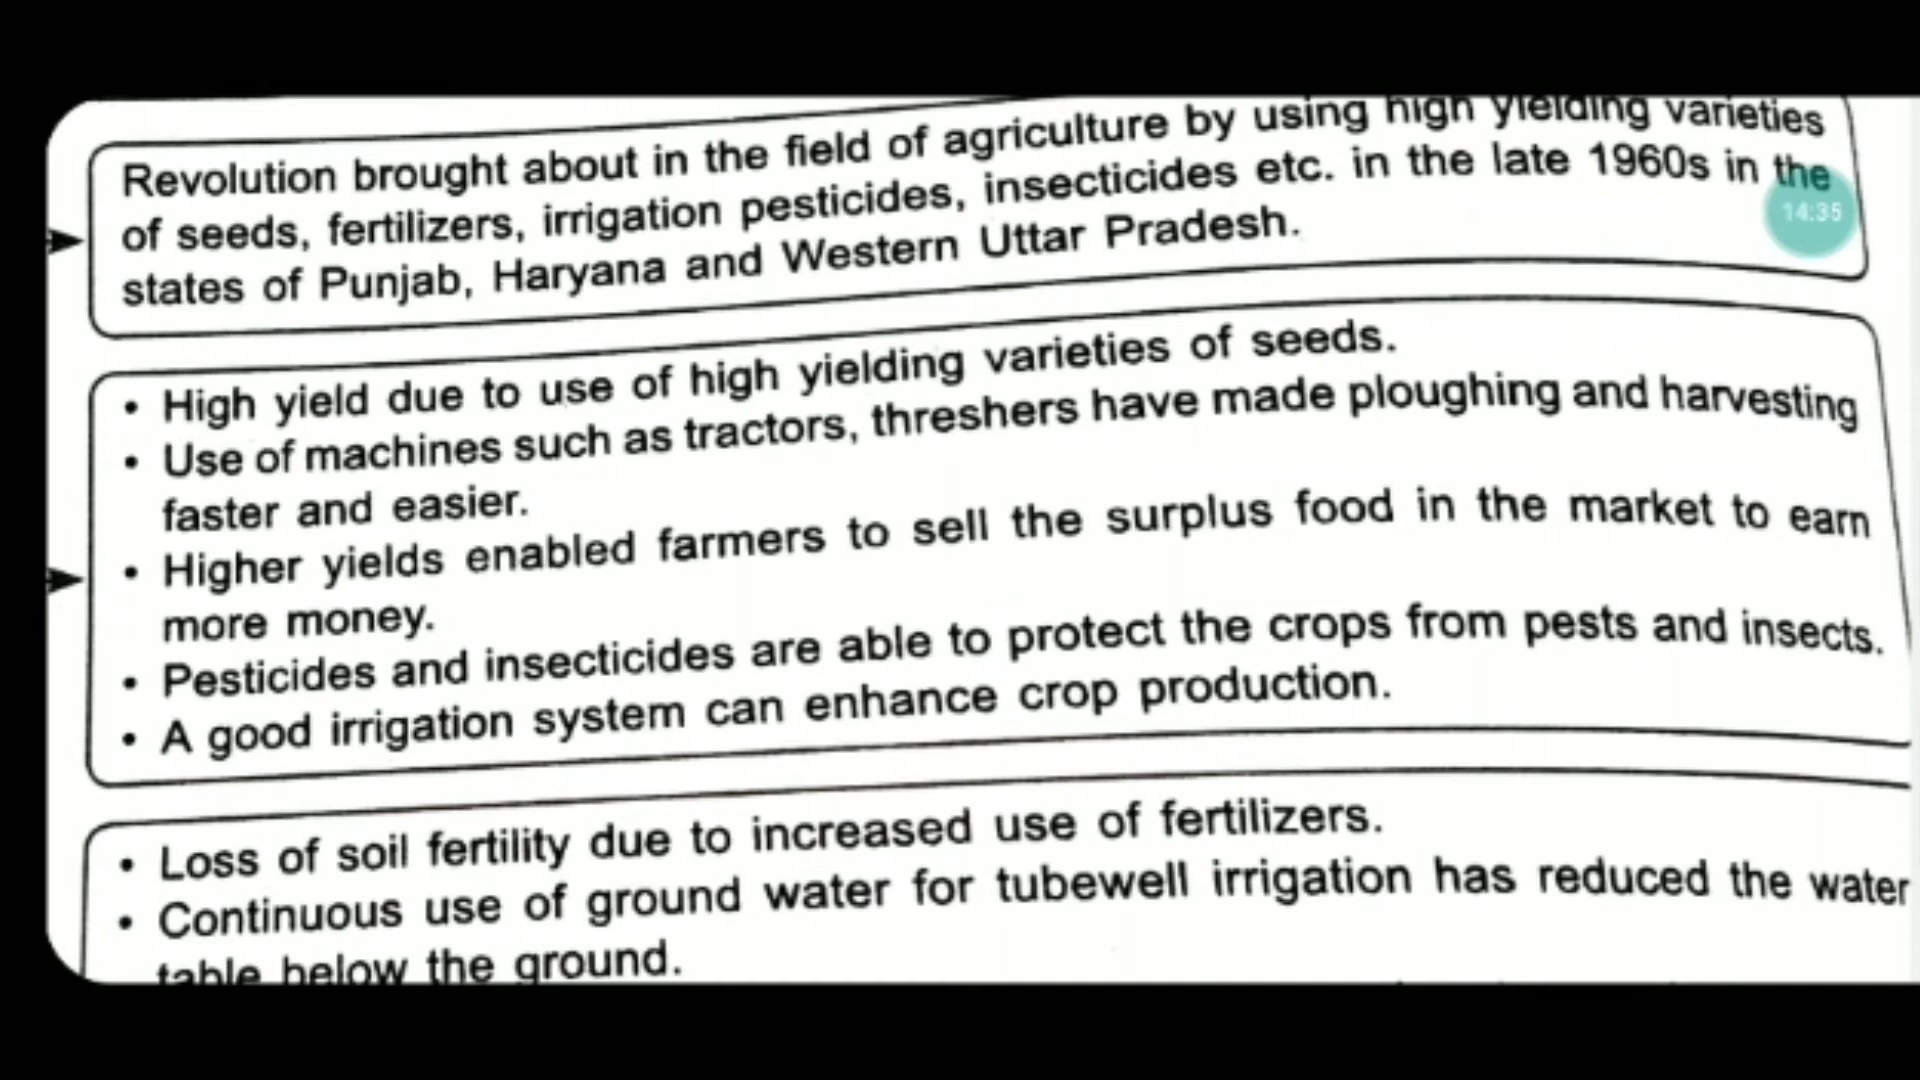 Revolution brought about in the field of agriculture by using high yielding varieties
of seeds, fertilizers, irrigation pesticides, insecticides etc. in the late 1960s in the
14:35
states of Punjab, Haryana and Western Uttar Pradesh.
• High yield due to use of high yielding varieties of seeds.
• Use of machines such as tractors, threshers have made ploughing and harvesting
faster and easier.
• Higher yields enabled farmers to sell the surplus food in the market to earn
more money.
• Pesticides and insecticides are able to protect the crops from pests and insects.
• A good irrigation system can enhance crop production.
• Loss of soil fertility due to increased use of fertilizers.
• Continuous use of ground water for tubewell irrigation has reduced the water
table below the ground.